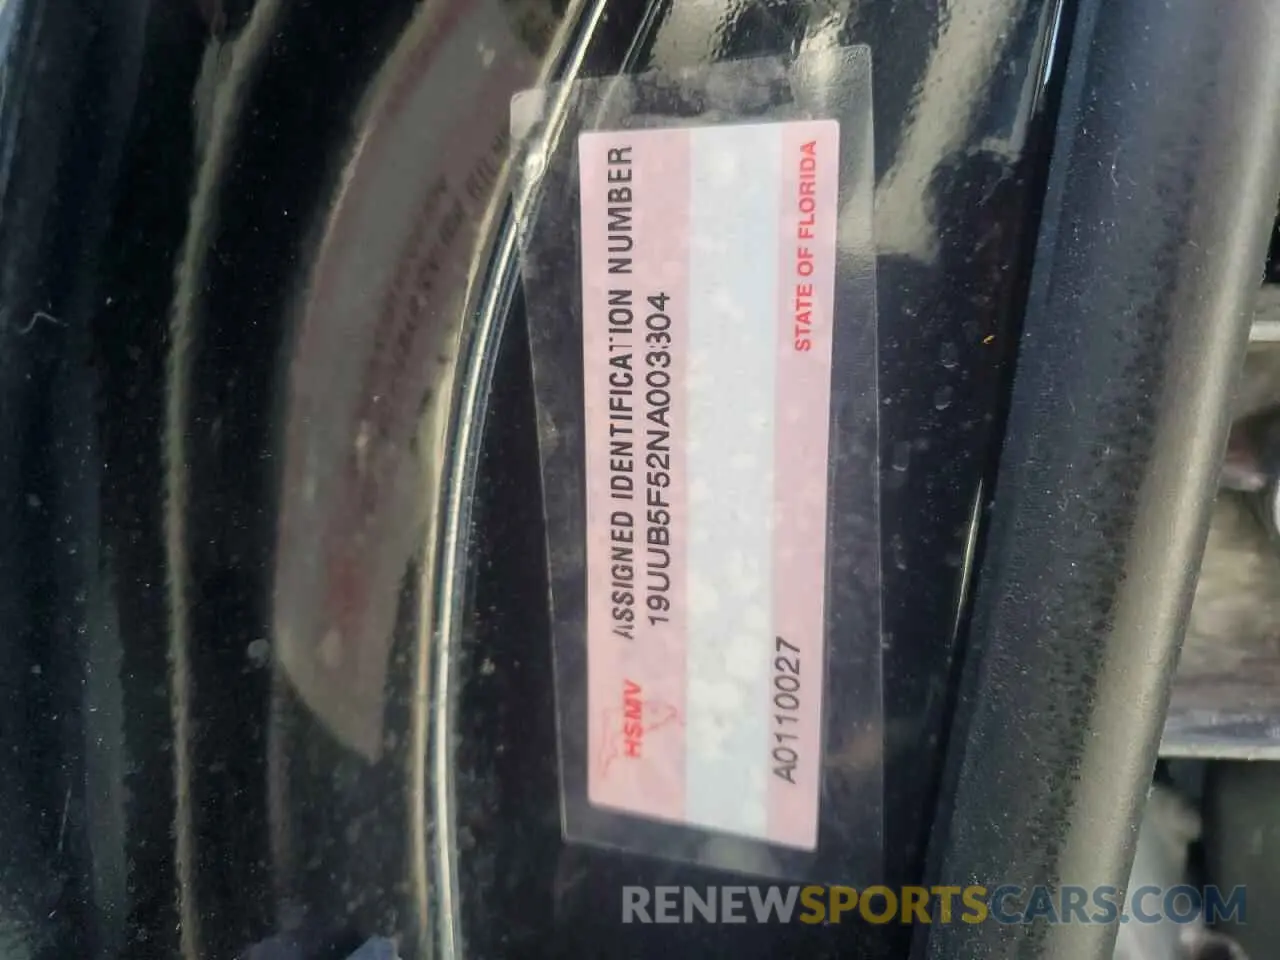 ASSIGNED IDENTIFICATION NUMBER
19UUB5F52NA003304
HSMV
A0110027
STATE OF FLORIDA
RENEWSPORTSCARS.COM